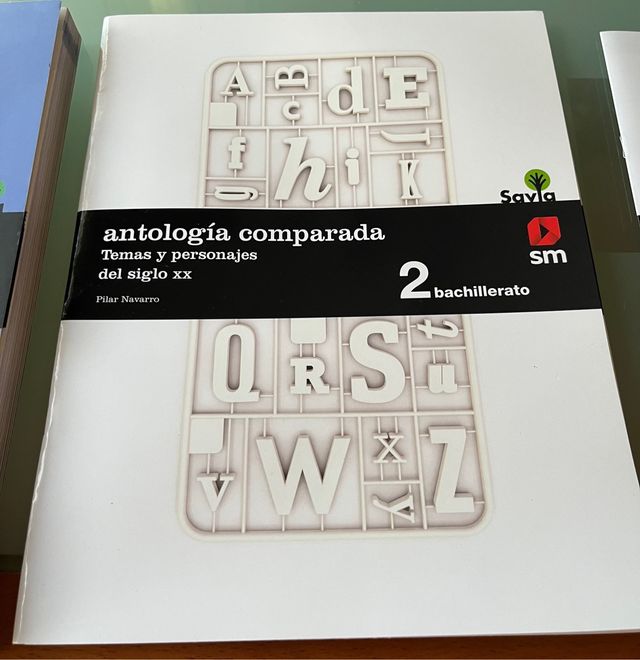 A B c d E
f h i J K
g
Savia
antología comparada
sm
Temas y personajes
del siglo xx
2 bachillerato
Pilar Navarro
Q R S t u
v W x y Z